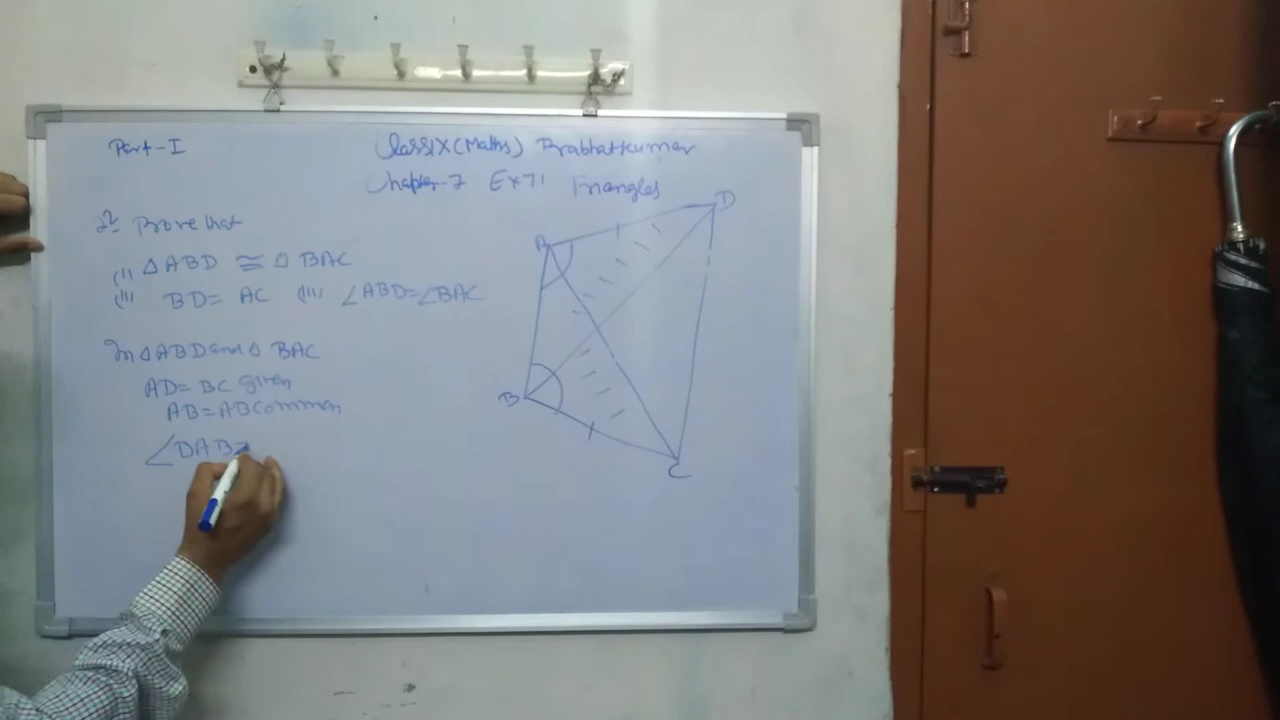 Part-I
Class IX (Maths) Prabhat kumar
Chapter-7 Ex 7.1 Triangles
2. Prove that
(i) △ABD ≅ △BAC
(ii) BD = AC (iii) ∠ABD = ∠BAC
In △ABD and △BAC
AD = BC given
AB = AB common
∠DAB =
A
D
B
C